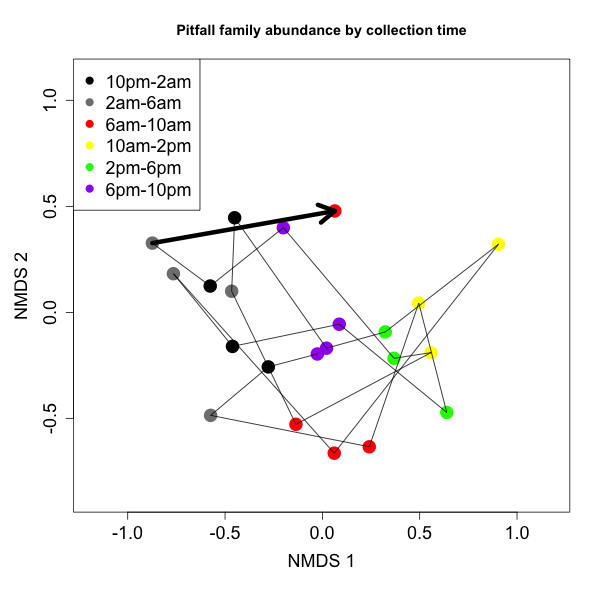 Pitfall family abundance by collection time
10pm-2am
2am-6am
6am-10am
10am-2pm
2pm-6pm
6pm-10pm
1.0
0.5
0.0
-0.5
NMDS 2
-1.0 -0.5 0.0 0.5 1.0
NMDS 1